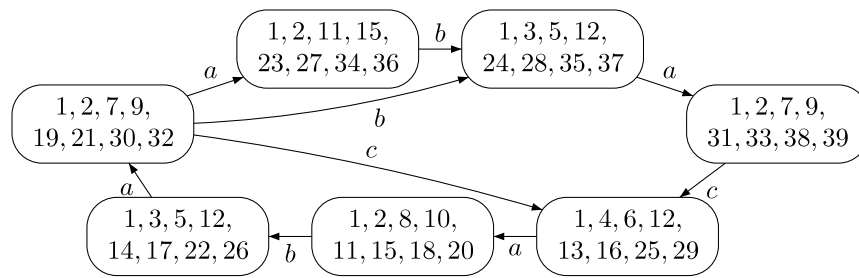 1, 2, 11, 15,
23, 27, 34, 36
b
1, 3, 5, 12,
24, 28, 35, 37
a
a
1, 2, 7, 9,
19, 21, 30, 32
b
c
1, 2, 7, 9,
31, 33, 38, 39
a
c
1, 3, 5, 12,
14, 17, 22, 26
b
1, 2, 8, 10,
11, 15, 18, 20
a
1, 4, 6, 12,
13, 16, 25, 29